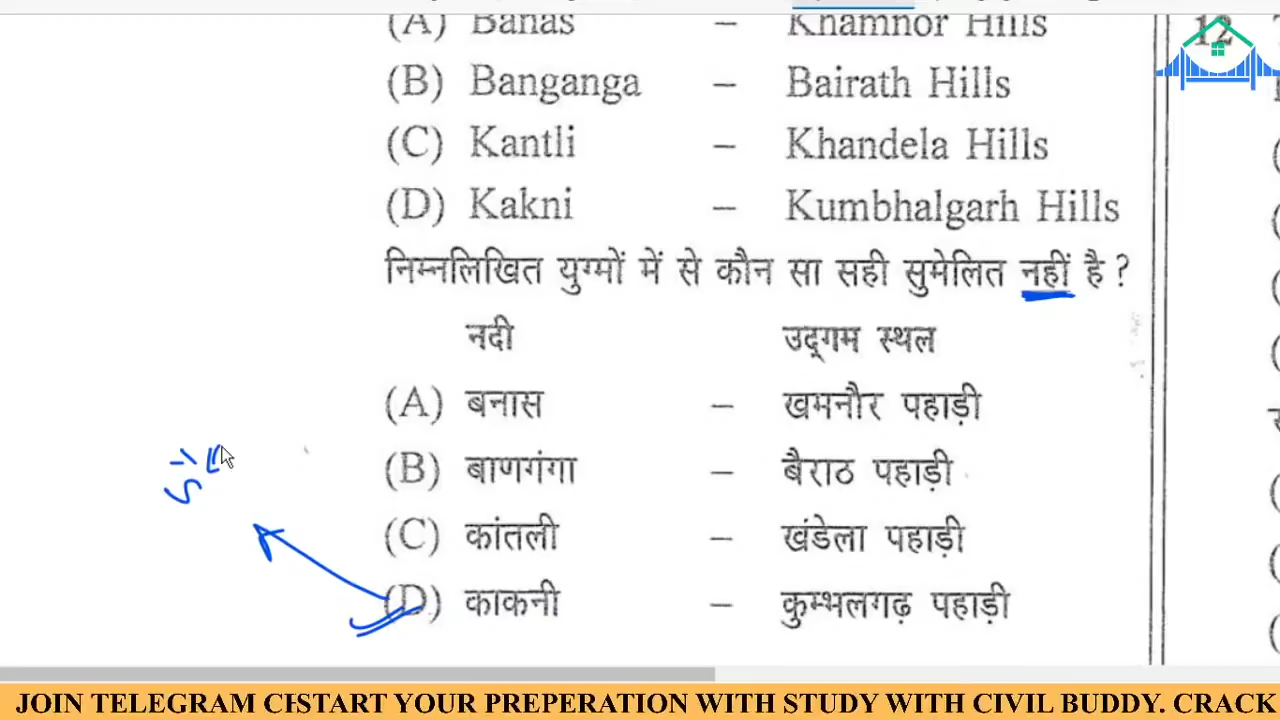 (A) Banas – Khamnor Hills
(B) Banganga – Bairath Hills
(C) Kantli – Khandela Hills
(D) Kakni – Kumbhalgarh Hills
निम्नलिखित युग्मों में से कौन सा सही सुमेलित नहीं है ?
नदी उद्गम स्थल
(A) बनास – खमनौर पहाड़ी
(B) बाणगंगा – बैराठ पहाड़ी
(C) कांतली – खंडेला पहाड़ी
(D) काकनी – कुम्भलगढ़ पहाड़ी
12
JOIN TELEGRAM CHSTART YOUR PREPERATION WITH STUDY WITH CIVIL BUDDY. CRACK